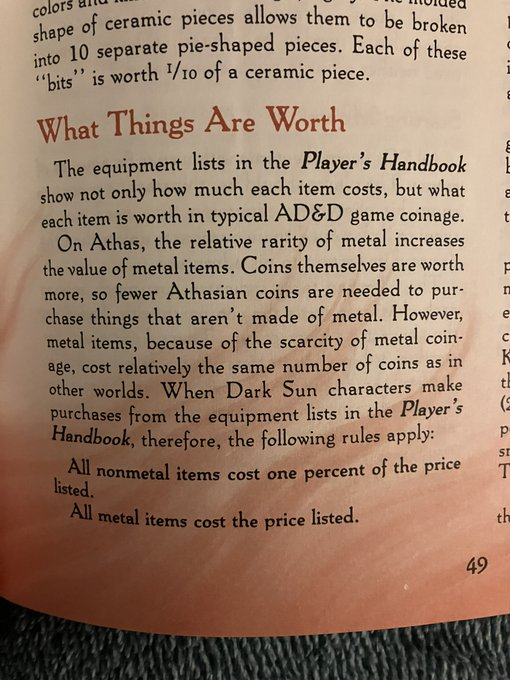 colors and
shape of ceramic pieces allows them to be broken
into 10 separate pie-shaped pieces. Each of these
"bits" is worth 1/10 of a ceramic piece.
What Things Are Worth
The equipment lists in the Player's Handbook
show not only how much each item costs, but what
each item is worth in typical AD&D game coinage.
On Athas, the relative rarity of metal increases
the value of metal items. Coins themselves are worth
more, so fewer Athasian coins are needed to pur-
chase things that aren't made of metal. However,
metal items, because of the scarcity of metal coin-
age, cost relatively the same number of coins as in
other worlds. When Dark Sun characters make
purchases from the equipment lists in the Player's
Handbook, therefore, the following rules apply:
All nonmetal items cost one percent of the price
listed.
All metal items cost the price listed.
49